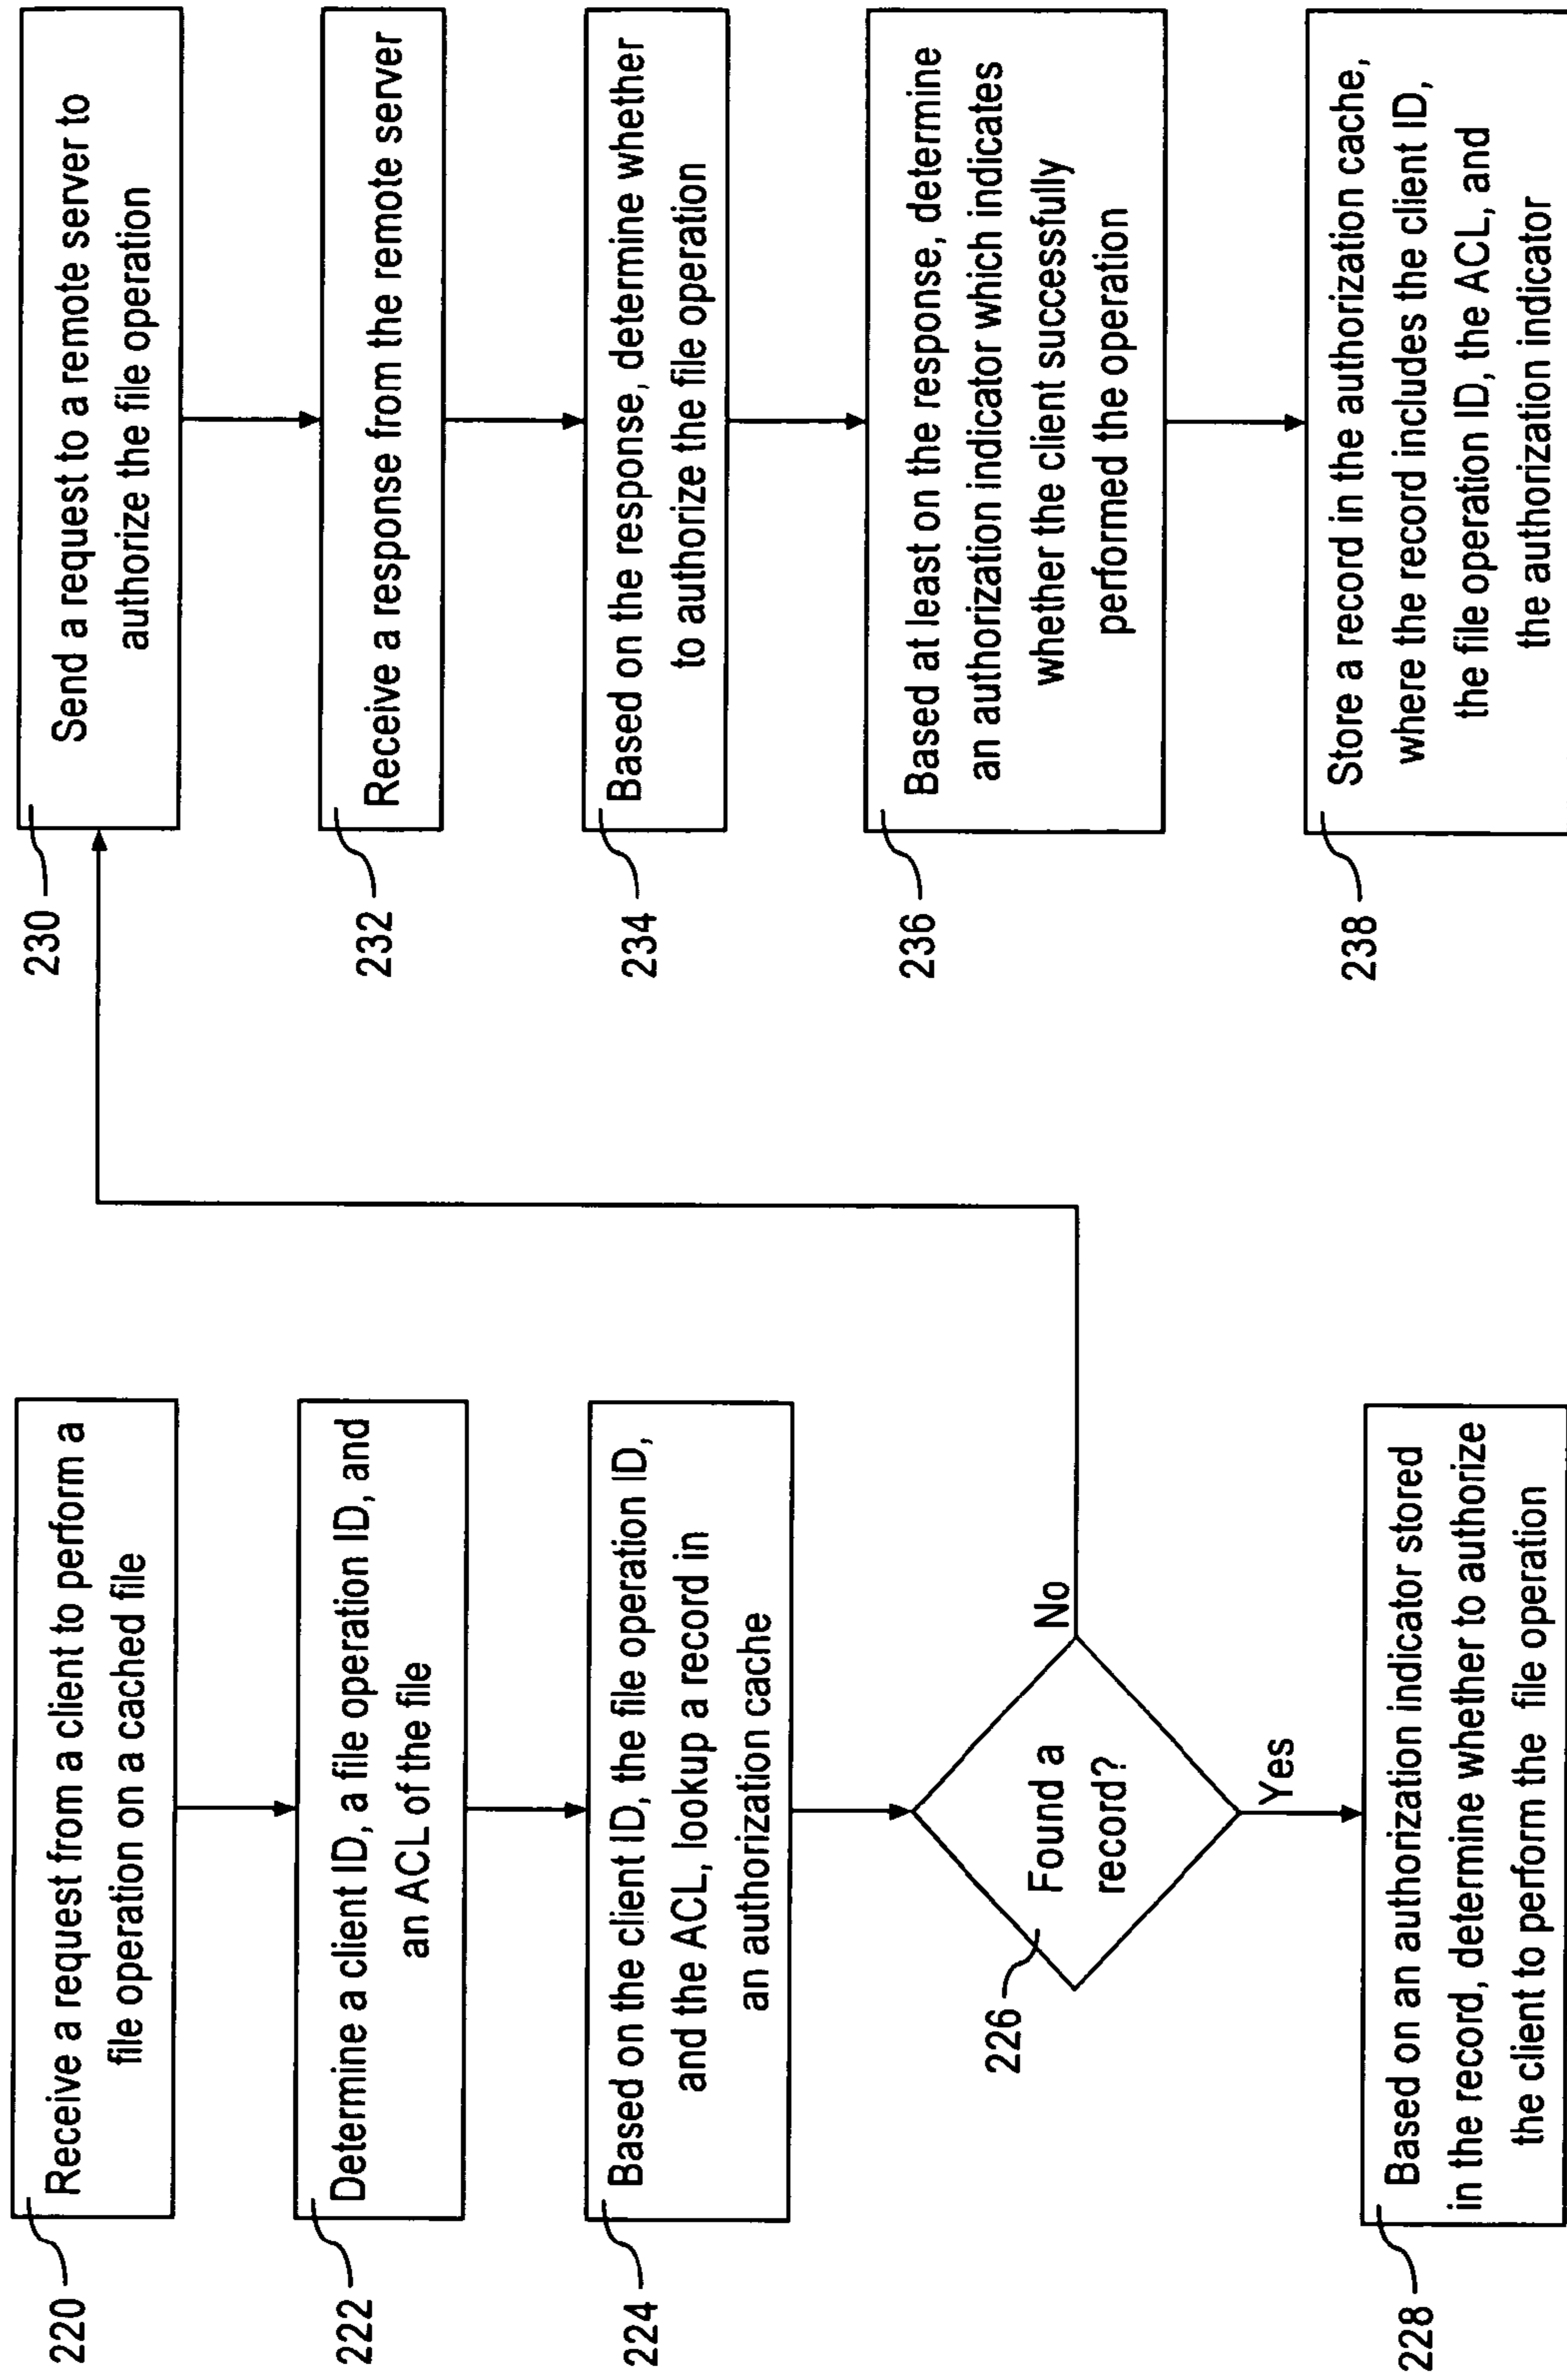 220
Receive a request from a client to perform a
file operation on a cached file
222
Determine a client ID, a file operation ID, and
an ACL of the file
224
Based on the client ID, the file operation ID,
and the ACL, lookup a record in
an authorization cache
226
Found a
record?
No
Yes
228
Based on an authorization indicator stored
in the record, determine whether to authorize
the client to perform the file operation
230
Send a request to a remote server to
authorize the file operation
232
Receive a response from the remote server
234
Based on the response, determine whether
to authorize the file operation
236
Based at least on the response, determine
an authorization indicator which indicates
whether the client successfully
performed the operation
238
Store a record in the authorization cache,
where the record includes the client ID,
the file operation ID, the ACL, and
the authorization indicator